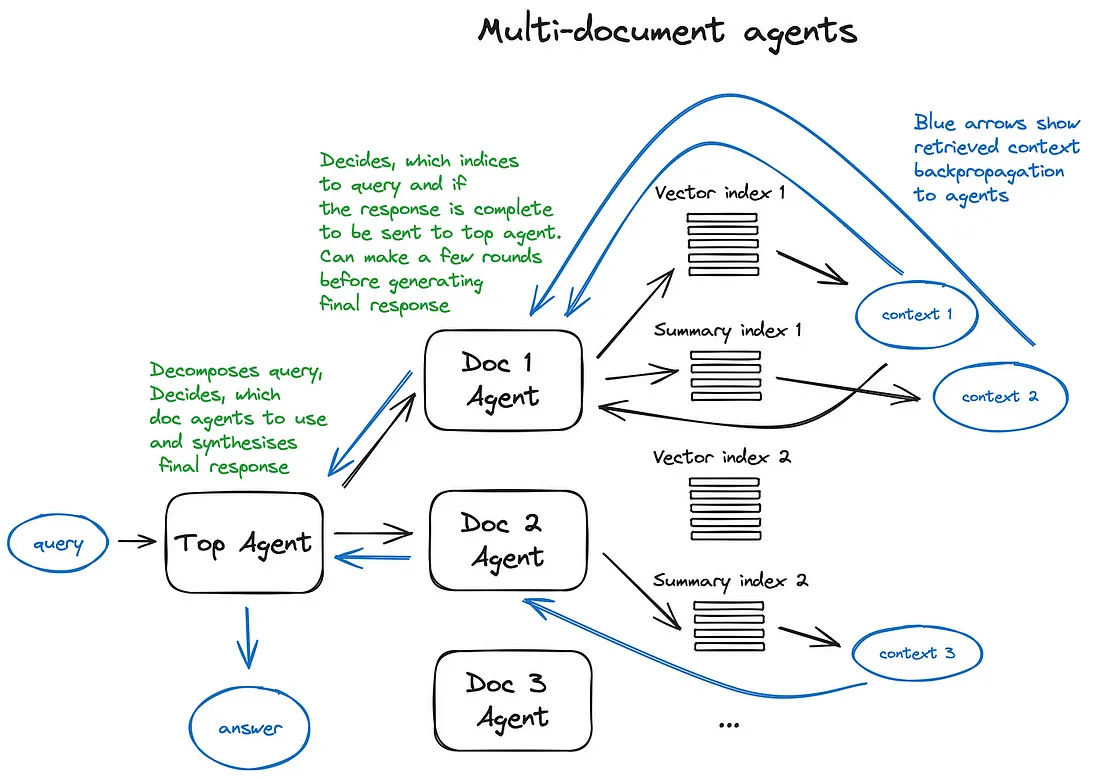 Multi-document agents
Blue arrows show
retrieved context
backpropagation
to agents
Decides, which indices
to query and if
the response is complete
to be sent to top agent.
Can make a few rounds
before generating
final response
Vector index 1
context 1
Summary index 1
Doc 1
Agent
context 2
Decomposes query,
Decides, which
doc agents to use
and synthesises
final response
Vector index 2
query
Top Agent
Doc 2
Agent
Summary index 2
context 3
Doc 3
Agent
answer
...